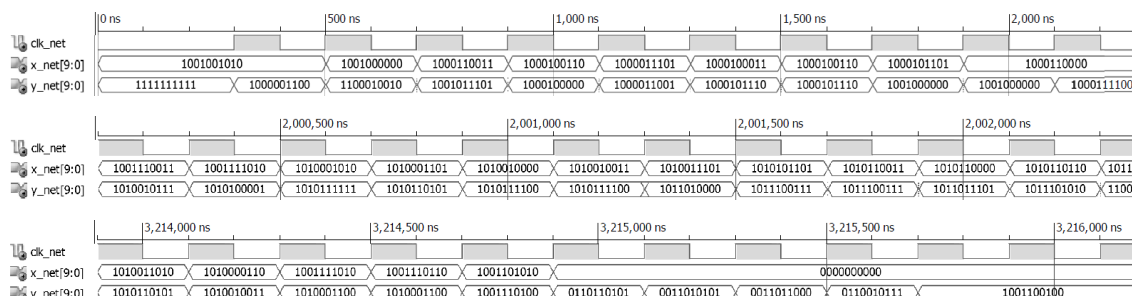 0 ns 500 ns 1,000 ns 1,500 ns 2,000 ns
clk_net
x_net[9:0] 1001001010 1001000000 1000110011 1000100110 1000011101 1000100011 1000100110 1000101101 1000110000
y_net[9:0] 1111111111 1000001100 1100010010 1001011101 1000100000 1000011001 1000101110 1000101110 1001000000 1001000000 1000111100
2,000,500 ns 2,001,000 ns 2,001,500 ns 2,002,000 ns
clk_net
x_net[9:0] 1001110011 1001111010 1010001010 1010001101 1010010000 1010010011 1010011101 1010101101 1010110011 1010110000 1010110110 1011
y_net[9:0] 1010010111 1010100001 1010111111 1010110101 1010111100 1010111100 1011010000 1011100111 1011100111 1011011101 1011101010 1100
3,214,000 ns 3,214,500 ns 3,215,000 ns 3,215,500 ns 3,216,000 ns
clk_net
x_net[9:0] 1010011010 1010000110 1001111010 1001110110 1001101010 0000000000
y_net[9:0] 1010110101 1010010011 1010001100 1010001100 1001110100 0110110101 0011010101 0011011000 0110010111 1001100100